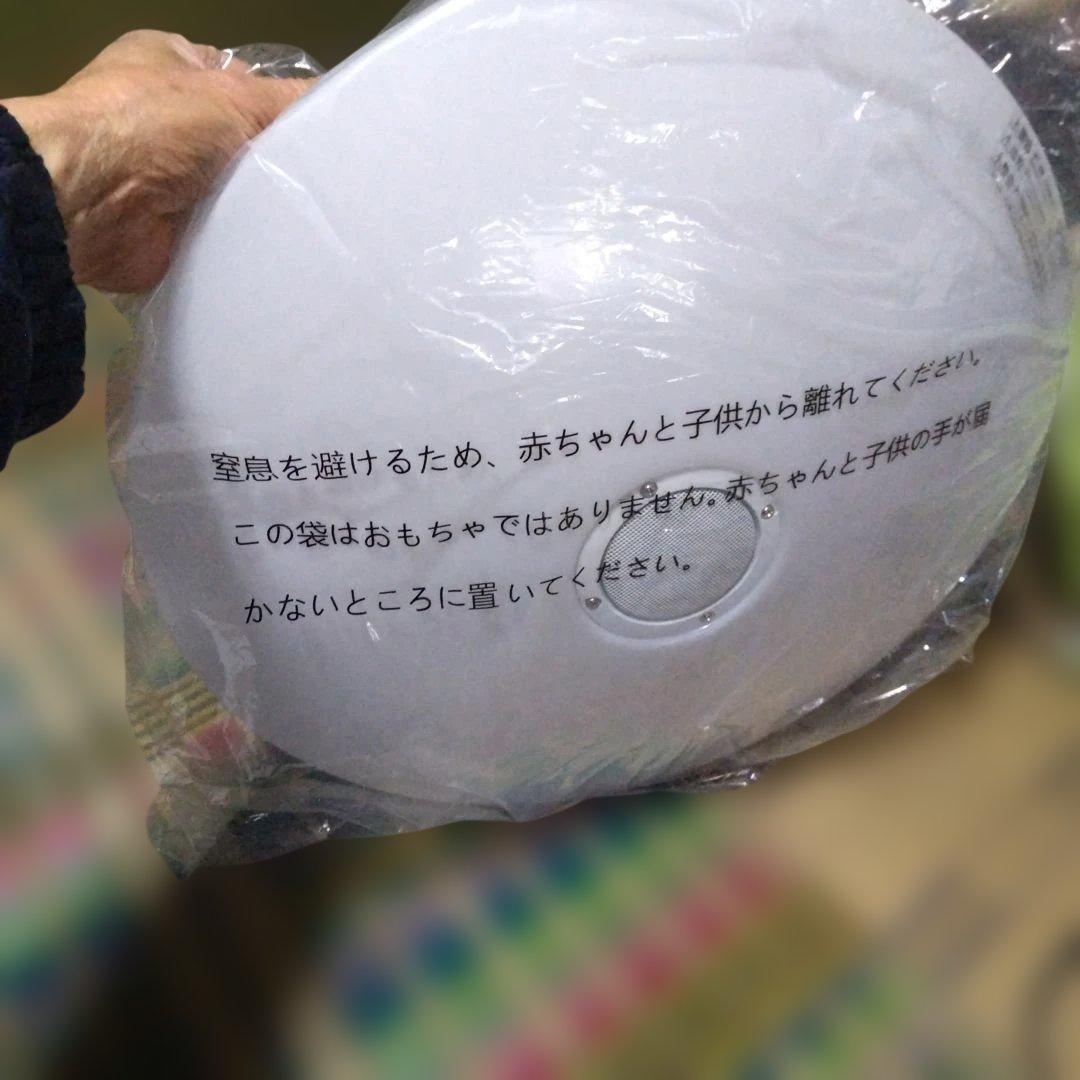 窒息を避けるため、赤ちゃんと子供から離れてください。
この袋はおもちゃではありません。赤ちゃんと子供の手が届
かないところに置いてください。